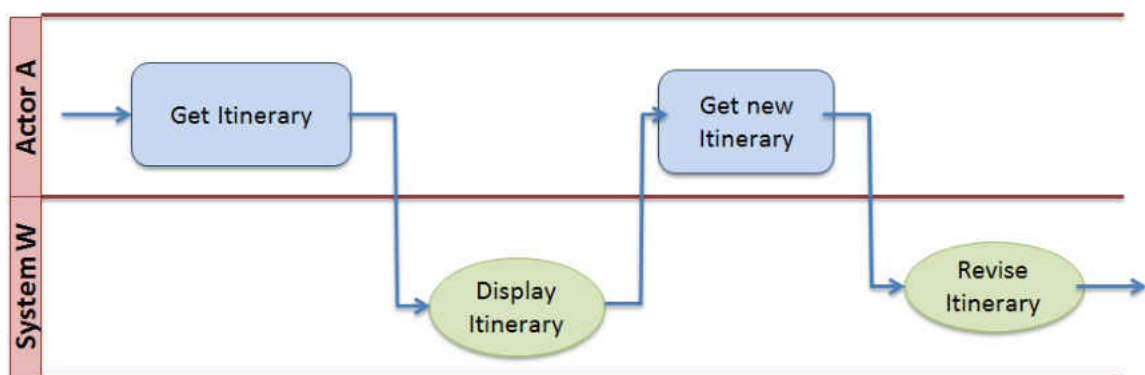 Actor A
Get Itinerary
Get new
Itinerary
System W
Display
Itinerary
Revise
Itinerary